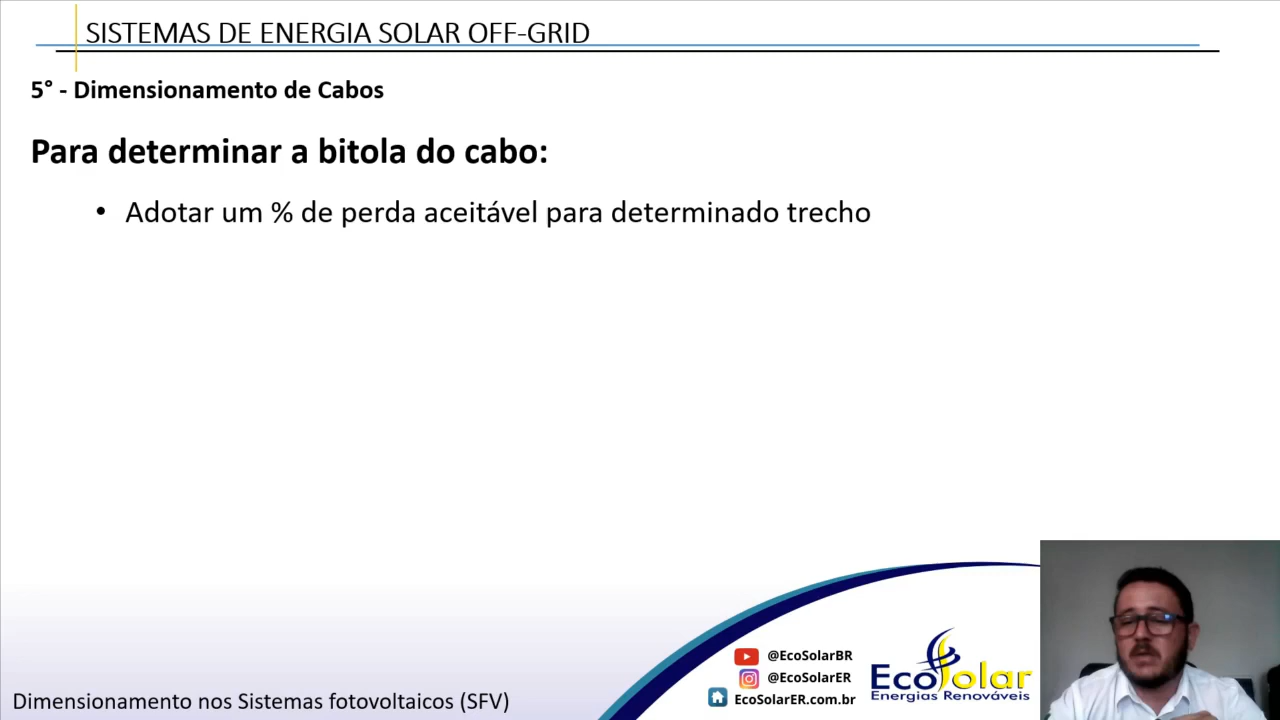 SISTEMAS DE ENERGIA SOLAR OFF-GRID
5° - Dimensionamento de Cabos
Para determinar a bitola do cabo:
• Adotar um % de perda aceitável para determinado trecho
@EcoSolarBR
@EcoSolarER
EcoSolarER.com.br
EcoSolar
Energias Renováveis
Dimensionamento nos Sistemas fotovoltaicos (SFV)